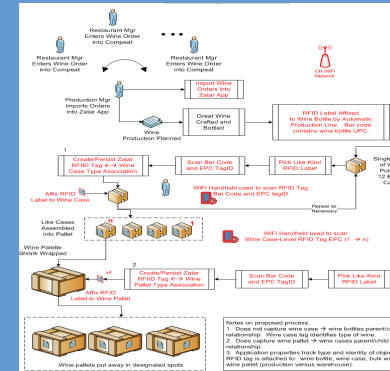 Restaurant Mgr
Enters Wine Order
into Compeat
Restaurant Mgr
Enters Wine Order
into Compeat
Restaurant Mgr
Enters Wine Order
into Compeat
CH WiFi
Network
Production Mgr
Imports Orders
into Zatar App
Import Wine
Orders into
Zatar App
Wine
Production Planned
Great Wine
Crafted and
Bottled
RFID Label Affixed
to Wine Bottle by Automatic
Production Line. Bar code
contains wine bottle UPC.
1
Create/Persist Zatar
RFIID Tag ←→ Wine
Case Type Association
Scan Bar Code
and EPC TagID
Pick Like-Kind
RFID Label
Single
of W
Put
12 B
Ca
Affix RFID
Label to Wine Case
WiFi Handheld used to scan RFID Tag
Bar Code and EPC TagID
Repeat as
Necessary
Like Cases
Assembled
into Pallet
n
1
WiFi Handheld used to scan
Wine Case-Level RFID Tag EPC (1 → n)
Wine Palette
Shrink Wrapped
2
x4
Create/Persist Zatar
RFIID Tag ←→ Wine
Pallet Type Association
Scan Bar Code
and EPC TagID
Pick Like-Kind
RFID Label
Affix RFID
Label to Wine Pallet
Wine pallets put away in designated spots
Notes on proposed process.
1. Does not capture wine case → wine bottles parent/c
relationship. Wine case tag identifies type of wine.
2. Does capture wine pallet → wine cases parent/child
relationship.
3. Application properties track type and identity of objec
RFID tag is attached to: wine bottle, wine case, bulk wi
wine pallet (production versus warehouse).